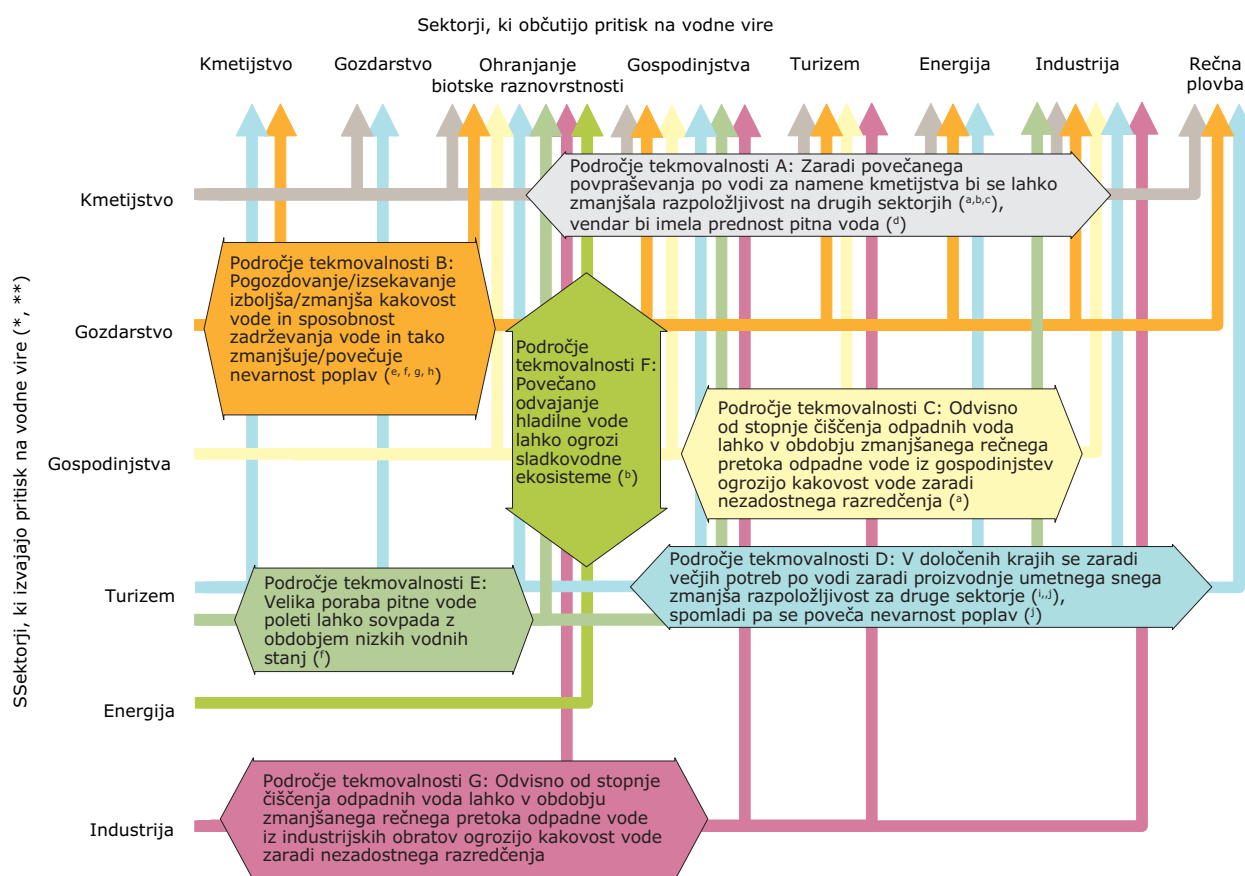 Sektorji, ki občutijo pritisk na vodne vire
Kmetijstvo
Gozdarstvo
Ohranjanje
biotske raznovrstnosti
Gospodinjstva
Turizem
Energija
Industrija
Rečna
plovba
SSektorji, ki izvajajo pritisk na vodne vire (*, **)
Kmetijstvo
Področje tekmovalnosti A: Zaradi povečanega
povpraševanja po vodi za namene kmetijstva bi se lahko
zmanjšala razpoložljivost na drugih sektorjih (a,b,c),
vendar bi imela prednost pitna voda (d)
Gozdarstvo
Področje tekmovalnosti B:
Pogozdovanje/izsekavanje
izboljša/zmanjša kakovost
vode in sposobnost
zadrževanja vode in tako
zmanjšuje/povečuje
nevarnost poplav (e, f, g, h)
Področje
tekmovalnosti F:
Povečano
odvajanje
hladilne vode
lahko ogrozi
sladkovodne
ekosisteme (b)
Gospodinjstva
Področje tekmovalnosti C: Odvisno
od stopnje čiščenja odpadnih voda
lahko v obdobju zmanjšanega rečnega
pretoka odpadne vode iz gospodinjstev
ogrozijo kakovost vode zaradi
nezadostnega razredčenja (a)
Turizem
Področje tekmovalnosti D: V določenih krajih se zaradi
večjih potreb po vodi zaradi proizvodnje umetnega snega
zmanjša razpoložljivost za druge sektorje (i,,j),
spomladi pa se poveča nevarnost poplav (j)
Področje tekmovalnosti E:
Velika poraba pitne vode
poleti lahko sovpada z
obdobjem nizkih vodnih
stanj (f)
Energija
Industrija
Področje tekmovalnosti G: Odvisno od stopnje
čiščenja odpadnih voda lahko v obdobju
zmanjšanega rečnega pretoka odpadne vode
iz industrijskih obratov ogrozijo kakovost vode
zaradi nezadostnega razredčenja